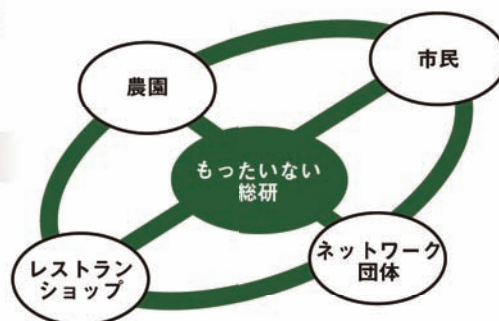 農園
市民
もったいない
総研
レストラン
ショップ
ネットワーク
団体